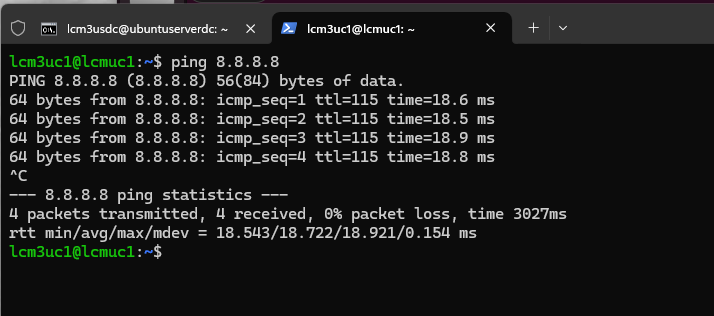 lcm3usdc@ubuntuserverdc: ~
lcm3uc1@lcmuc1: ~
lcm3uc1@lcmuc1:~$ ping 8.8.8.8
PING 8.8.8.8 (8.8.8.8) 56(84) bytes of data.
64 bytes from 8.8.8.8: icmp_seq=1 ttl=115 time=18.6 ms
64 bytes from 8.8.8.8: icmp_seq=2 ttl=115 time=18.5 ms
64 bytes from 8.8.8.8: icmp_seq=3 ttl=115 time=18.9 ms
64 bytes from 8.8.8.8: icmp_seq=4 ttl=115 time=18.8 ms
^C
--- 8.8.8.8 ping statistics ---
4 packets transmitted, 4 received, 0% packet loss, time 3027ms
rtt min/avg/max/mdev = 18.543/18.722/18.921/0.154 ms
lcm3uc1@lcmuc1:~$